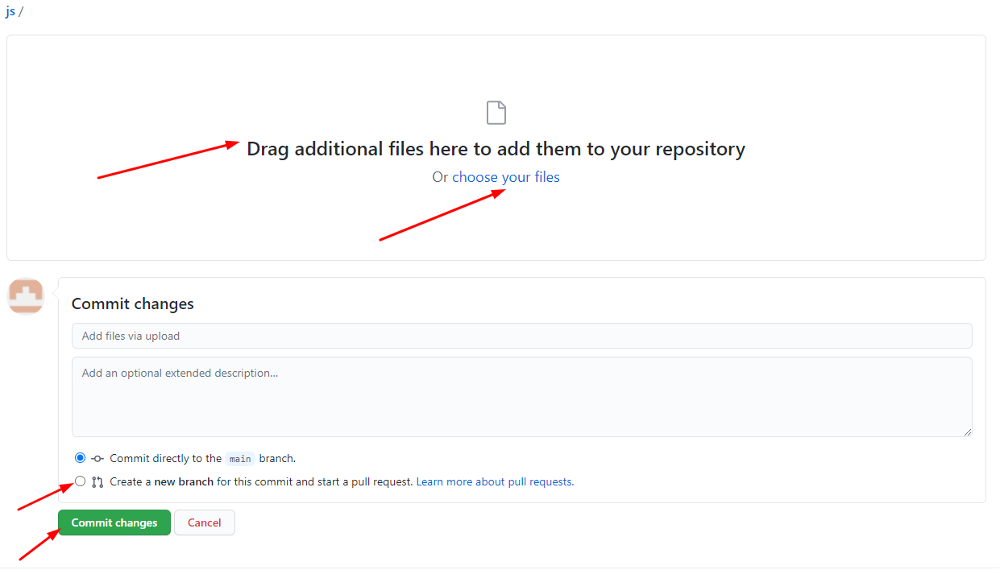 js /
Drag additional files here to add them to your repository
Or choose your files
Commit changes
Add files via upload
Add an optional extended description...
Commit directly to the main branch.
Create a new branch for this commit and start a pull request. Learn more about pull requests.
Commit changes Cancel